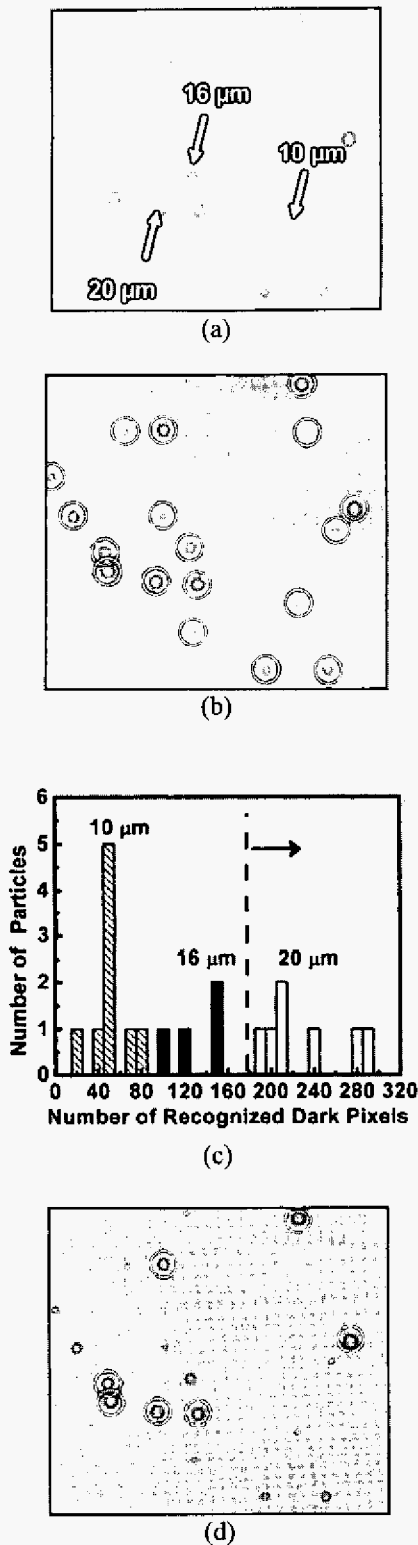 16 µm
10 µm
20 µm
(a)
(b)
6
5
4
3
2
1
0
Number of Particles
10 µm
16 µm
20 µm
0 40 80 120 160 200 240 280 320
Number of Recognized Dark Pixels
(c)
(d)